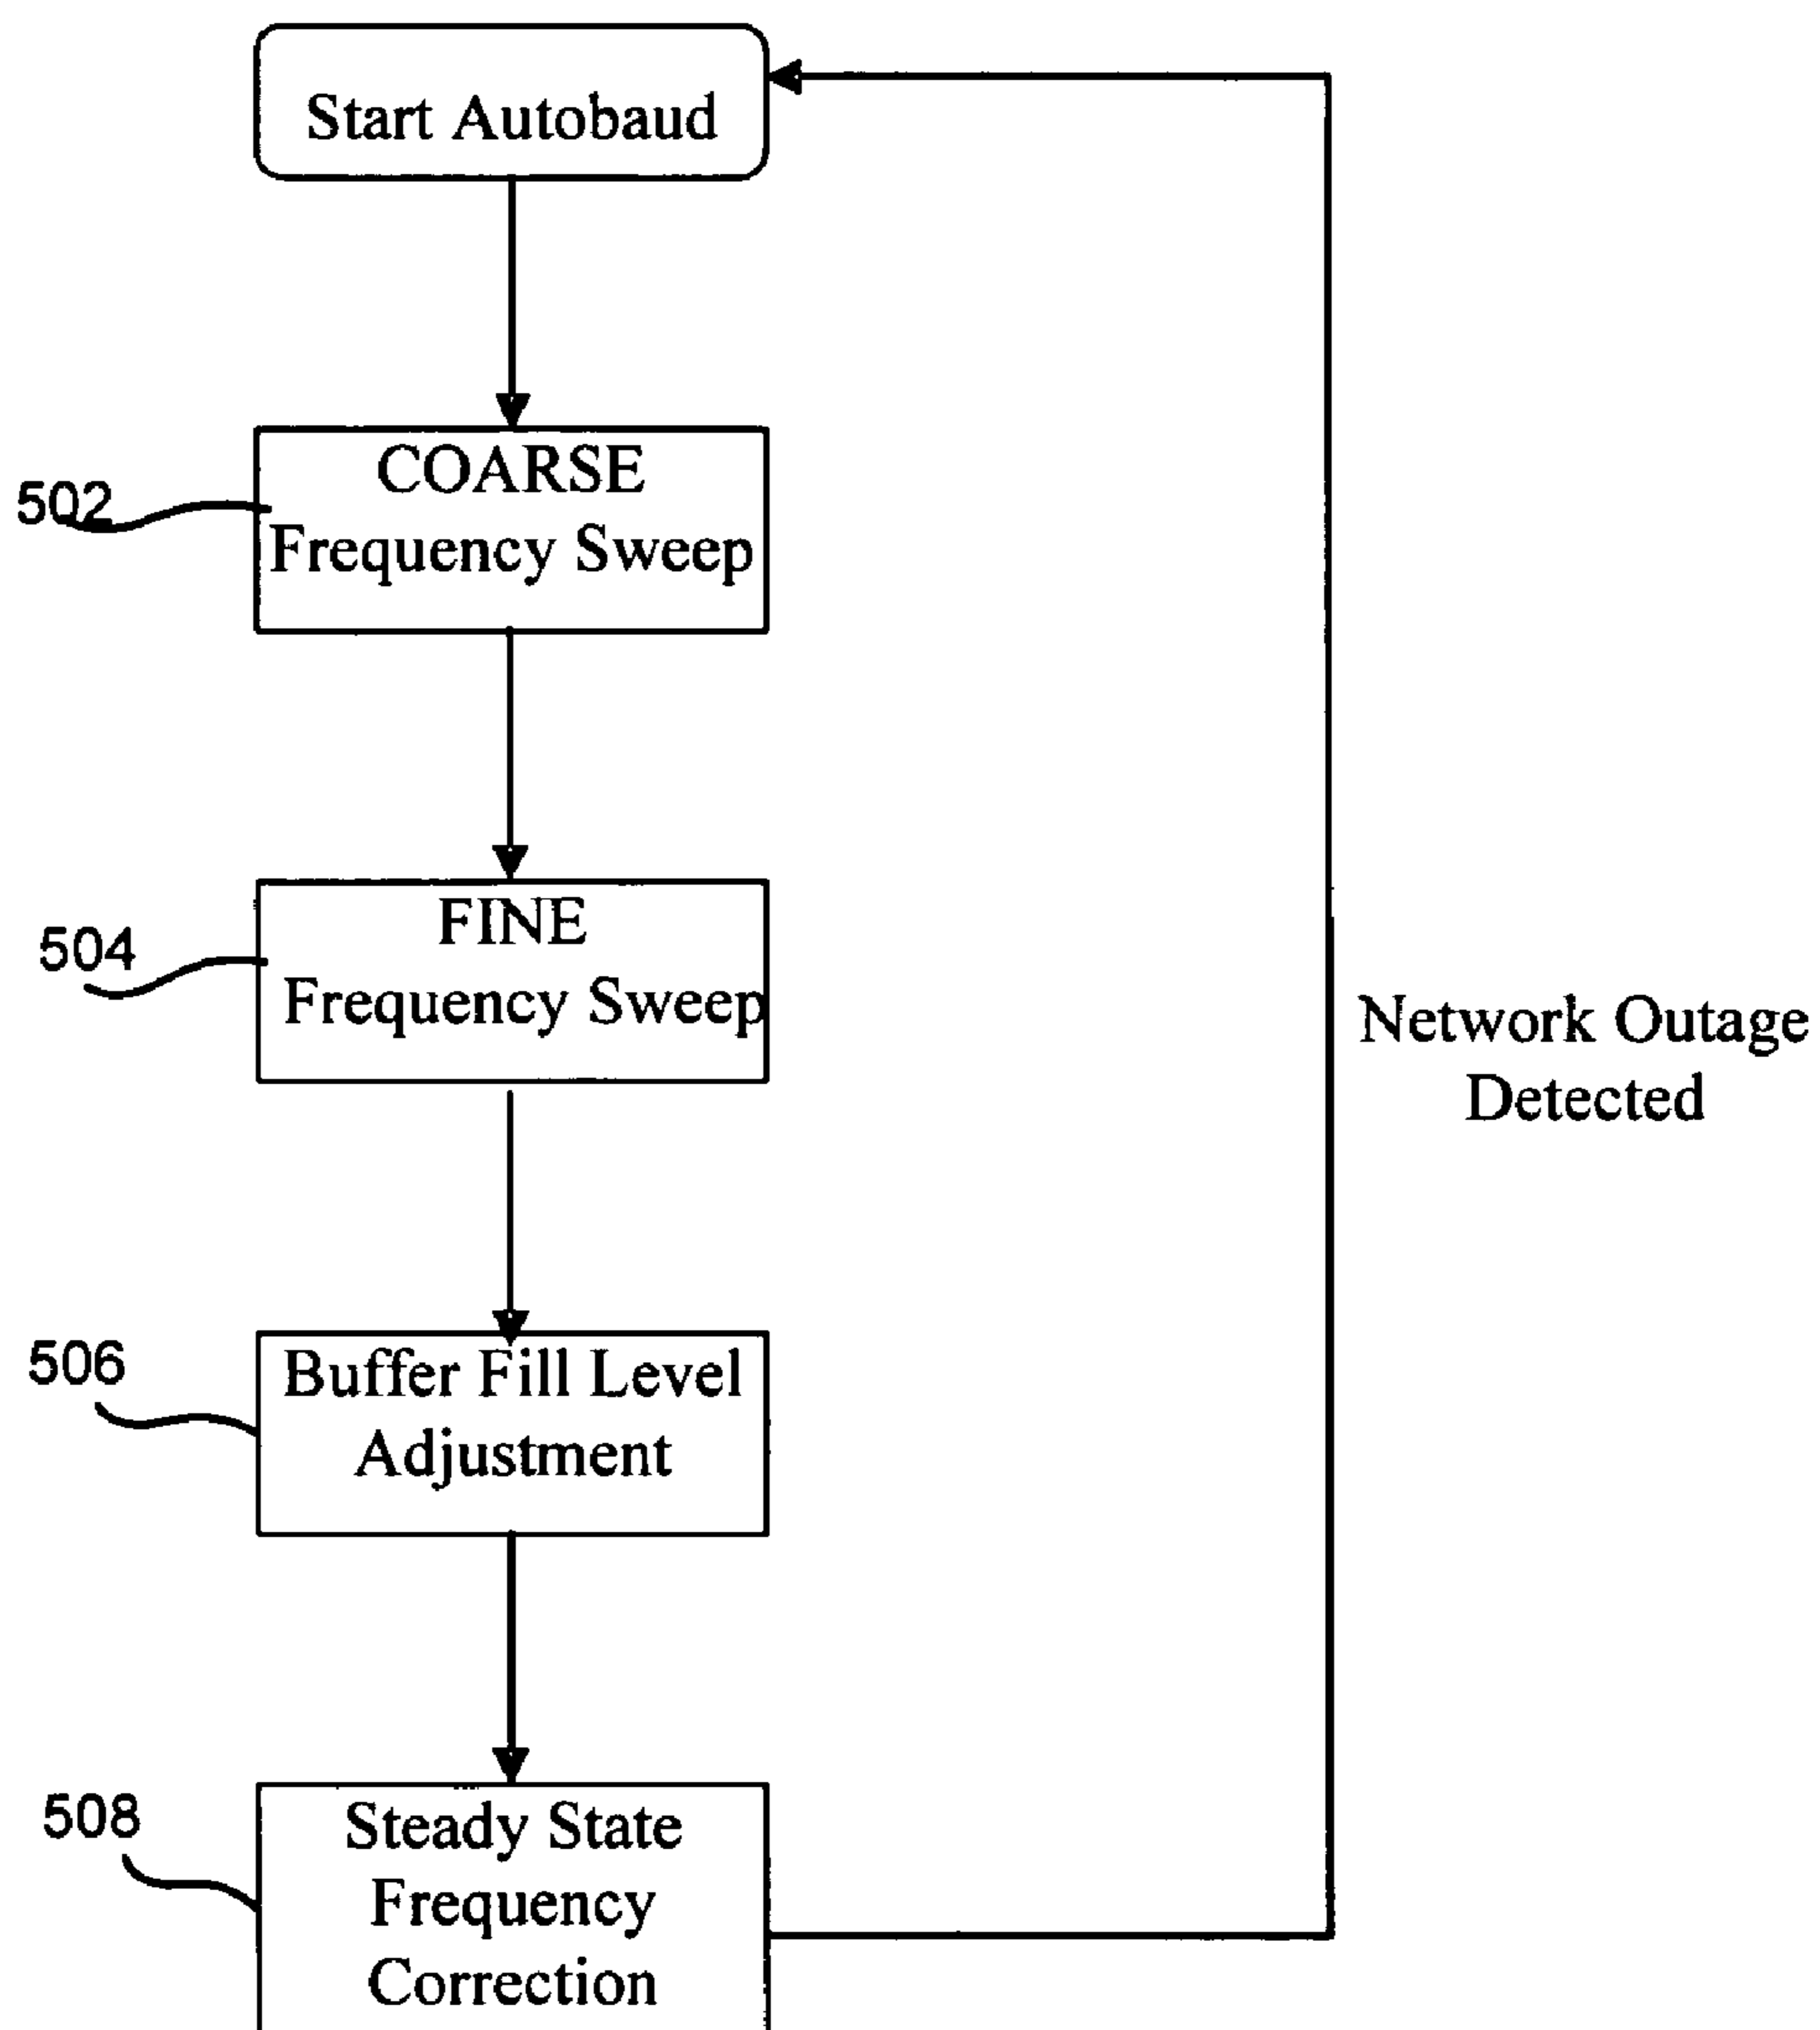 Start Autobaud
502
COARSE
Frequency Sweep
504
FINE
Frequency Sweep
Network Outage
Detected
506
Buffer Fill Level
Adjustment
508
Steady State
Frequency
Correction